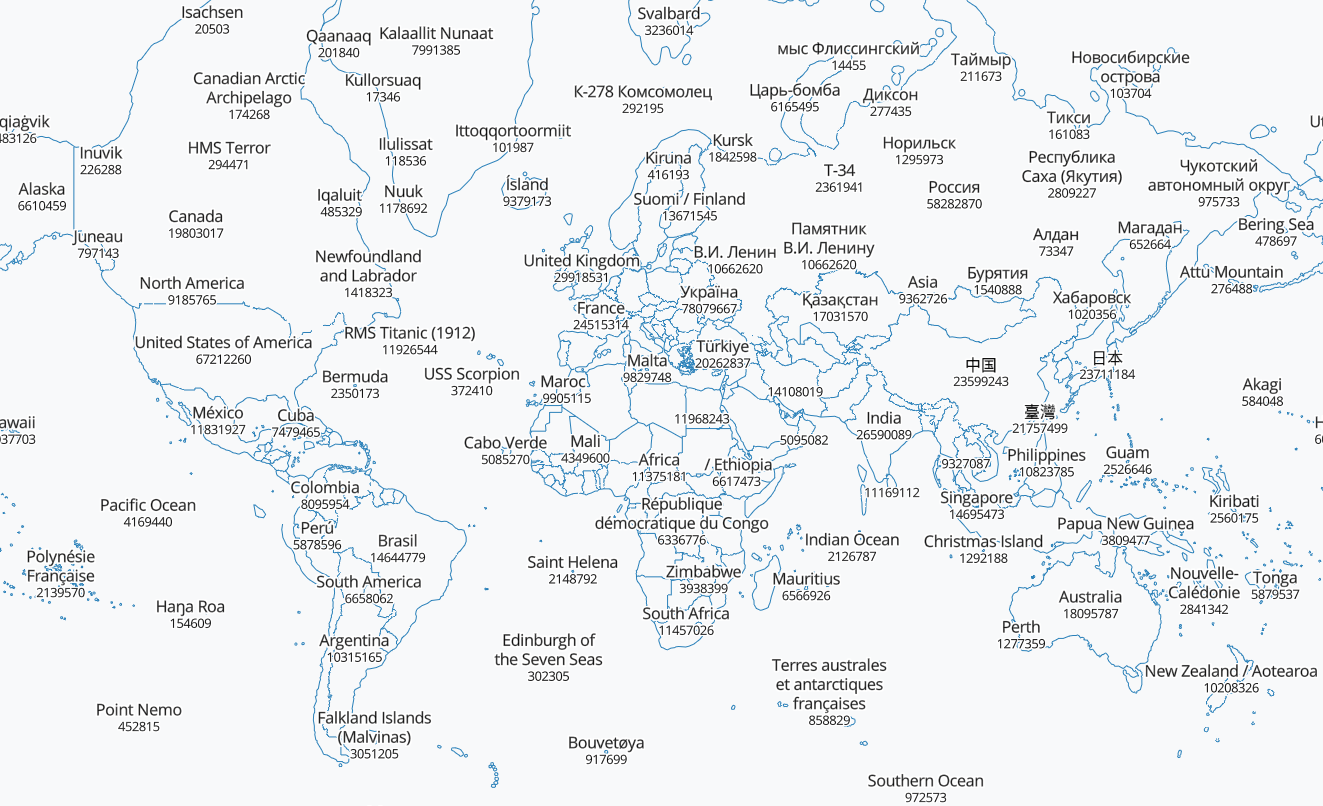 Isachsen
20503
Svalbard
3236014
Qaanaaq
201840
Kalaallit Nunaat
7991385
мыс Флиссингский
14455
Таймыр
211673
Новосибирские
острова
103704
Canadian Arctic
Archipelago
174268
Kullorsuaq
17346
К-278 Комсомолец
292195
Царь-бомба
6165495
Диксон
277435
qiaġvik
483126
Inuvik
226288
HMS Terror
294471
Ilulissat
118536
Ittoqqortoormiit
101987
Kursk
1842598
Норильск
1295973
Тикси
161083
Ut
Kiruna
416193
Т-34
2361941
Республика
Саха (Якутия)
2809227
Чукотский
автономный округ
975733
Alaska
6610459
Iqaluit
485329
Nuuk
1178692
Ísland
9379173
Suomi / Finland
13671545
Россия
58282870
Canada
19803017
Juneau
797143
Памятник
В.И. Ленину
10662620
Алдан
73347
Магадан
652664
Bering Sea
478697
Newfoundland
and Labrador
1418323
United Kingdom
29918531
В.И. Ленин
10662620
North America
9185765
Україна
78079667
Қазақстан
17031570
Asia
9362726
Бурятия
1540888
Хабаровск
1020356
Attu Mountain
276488
France
24515314
United States of America
67212260
RMS Titanic (1912)
11926544
Malta
9829748
Türkiye
20262837
中国
23599243
日本
23711184
Bermuda
2350173
USS Scorpion
372410
Maroc
9905115
14108019
Akagi
584048
awaii
037703
México
11831927
Cuba
7479465
11968243
India
26590089
臺灣
21757499
H
60
Cabo Verde
5085270
Mali
4349600
5095082
Africa
11375181
/ Ethiopia
6617473
9327087
Philippines
10823785
Guam
2526646
Colombia
8095954
11169112
Singapore
14695473
Kiribati
2560175
Pacific Ocean
4169440
République
démocratique du Congo
6336776
Perú
5878596
Brasil
14644779
Indian Ocean
2126787
Christmas Island
1292188
Papua New Guinea
3809477
Polynésie
Française
2139570
South America
6658062
Saint Helena
2148792
Zimbabwe
3938399
Mauritius
6566926
Australia
18095787
Nouvelle-
Calédonie
2841342
Tonga
5879537
Haŋa Roa
154609
South Africa
11457026
Perth
1277359
Argentina
10315165
Edinburgh of
the Seven Seas
302305
Terres australes
et antarctiques
françaises
858829
New Zealand / Aotearoa
10208326
Point Nemo
452815
Falkland Islands
(Malvinas)
3051205
Bouvetøya
917699
Southern Ocean
972573